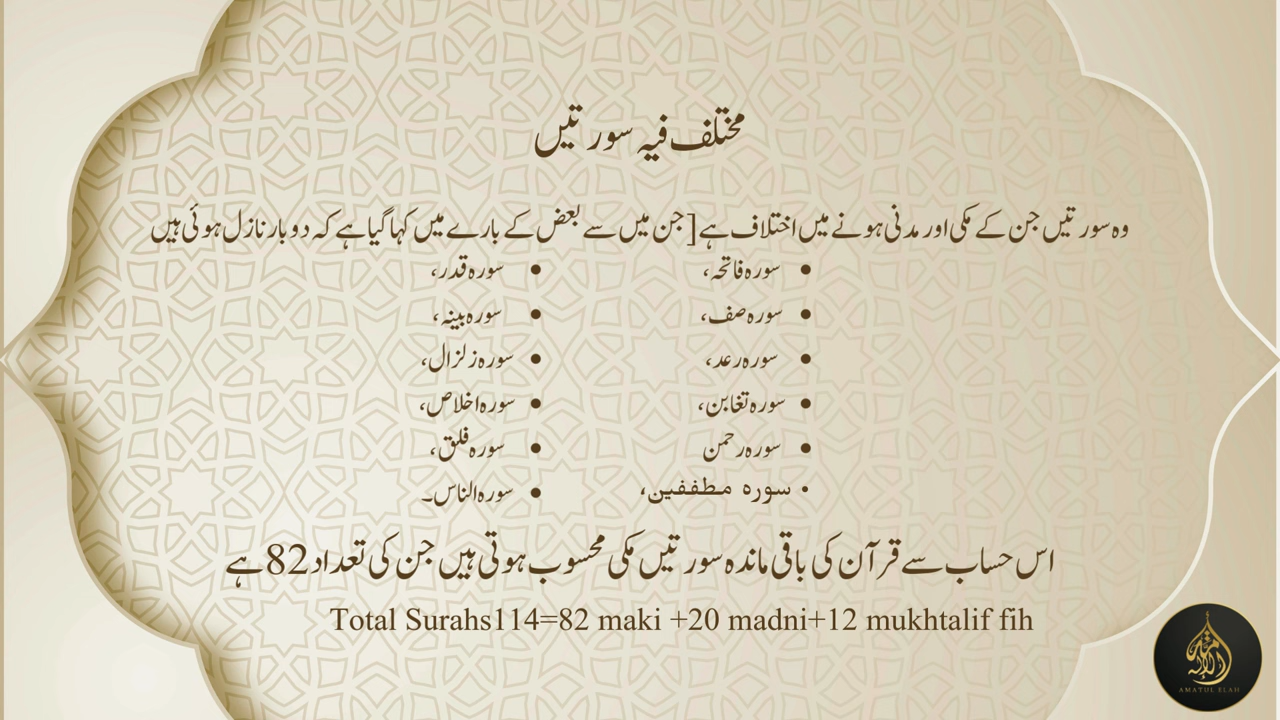 مختلف فیہ سورتیں
وہ سورتیں جن کے مکی اور مدنی ہونے میں اختلاف ہے[ جن میں سے بعض کے بارے میں کہا گیا ہے کہ دو بار نازل ہوئی ہیں
• سورہ فاتحہ،
• سورہ صف،
• سورہ رعد،
• سورہ تغابن،
• سورہ رحمن
• سورہ مطففین،
• سورہ قدر،
• سورہ بینہ،
• سورہ زلزال،
• سورہ اخلاص،
• سورہ فلق،
• سورہ الناس۔
اس حساب سے قرآن کی باقی ماندہ سورتیں مکی محسوب ہوتی ہیں جن کی تعداد 82 ہے
Total Surahs114=82 maki +20 madni+12 mukhtalif fih
AMATUL ELAH